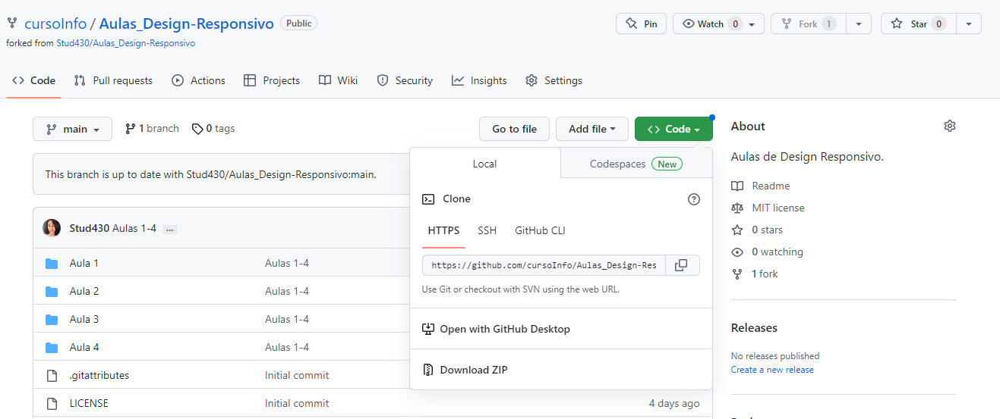 cursoInfo / Aulas_Design-Responsivo Public
Pin
Watch 0
Fork 1
Star 0
forked from Stud430/Aulas_Design-Responsivo
Code
Pull requests
Actions
Projects
Wiki
Security
Insights
Settings
main
1 branch
0 tags
Go to file
Add file
Code
This branch is up to date with Stud430/Aulas_Design-Responsivo:main.
Stud430 Aulas 1-4 ...
Aula 1 Aulas 1-4
Aula 2 Aulas 1-4
Aula 3 Aulas 1-4
Aula 4 Aulas 1-4
.gitattributes Initial commit
LICENSE Initial commit 4 days ago
Local
Codespaces New
Clone
HTTPS
SSH
GitHub CLI
https://github.com/cursoInfo/Aulas_Design-Res
Use Git or checkout with SVN using the web URL.
Open with GitHub Desktop
Download ZIP
About
Aulas de Design Responsivo.
Readme
MIT license
0 stars
0 watching
1 fork
Releases
No releases published
Create a new release